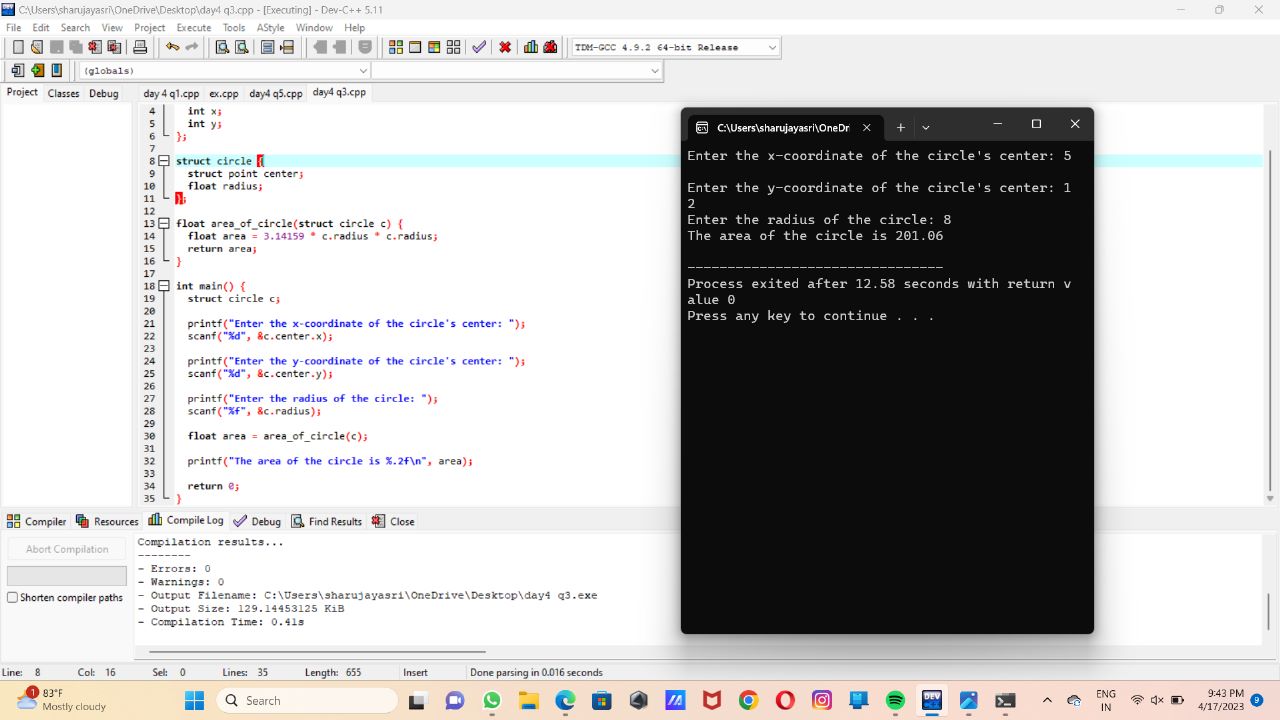 C:\Users\sharujayasri\OneDrive\Desktop\day4 q3.cpp - [Executing] - Dev-C++ 5.11
File Edit Search View Project Execute Tools AStyle Window Help
TDM-GCC 4.9.2 64-bit Release
(globals)
Project Classes Debug
day 4 q1.cpp ex.cpp day4 q5.cpp day4 q3.cpp
4 int x;
5 int y;
6 };
7
8 struct circle {
9 struct point center;
10 float radius;
11 };
12
13 float area_of_circle(struct circle c) {
14 float area = 3.14159 * c.radius * c.radius;
15 return area;
16 }
17
18 int main() {
19 struct circle c;
20
21 printf("Enter the x-coordinate of the circle's center: ");
22 scanf("%d", &c.center.x);
23
24 printf("Enter the y-coordinate of the circle's center: ");
25 scanf("%d", &c.center.y);
26
27 printf("Enter the radius of the circle: ");
28 scanf("%f", &c.radius);
29
30 float area = area_of_circle(c);
31
32 printf("The area of the circle is %.2f\n", area);
33
34 return 0;
35 }
C:\Users\sharujayasri\OneDri
Enter the x-coordinate of the circle's center: 5
Enter the y-coordinate of the circle's center: 1
2
Enter the radius of the circle: 8
The area of the circle is 201.06
--------------------------------
Process exited after 12.58 seconds with return v
alue 0
Press any key to continue . . .
Compiler Resources Compile Log Debug Find Results Close
Abort Compilation
Shorten compiler paths
Compilation results...
--------
- Errors: 0
- Warnings: 0
- Output Filename: C:\Users\sharujayasri\OneDrive\Desktop\day4 q3.exe
- Output Size: 129.14453125 KiB
- Compilation Time: 0.41s
Line: 8 Col: 16 Sel: 0 Lines: 35 Length: 655 Insert Done parsing in 0.016 seconds
1
83°F
Mostly cloudy
Search
DEV
C++
ENG
IN
9:43 PM
4/17/2023
9